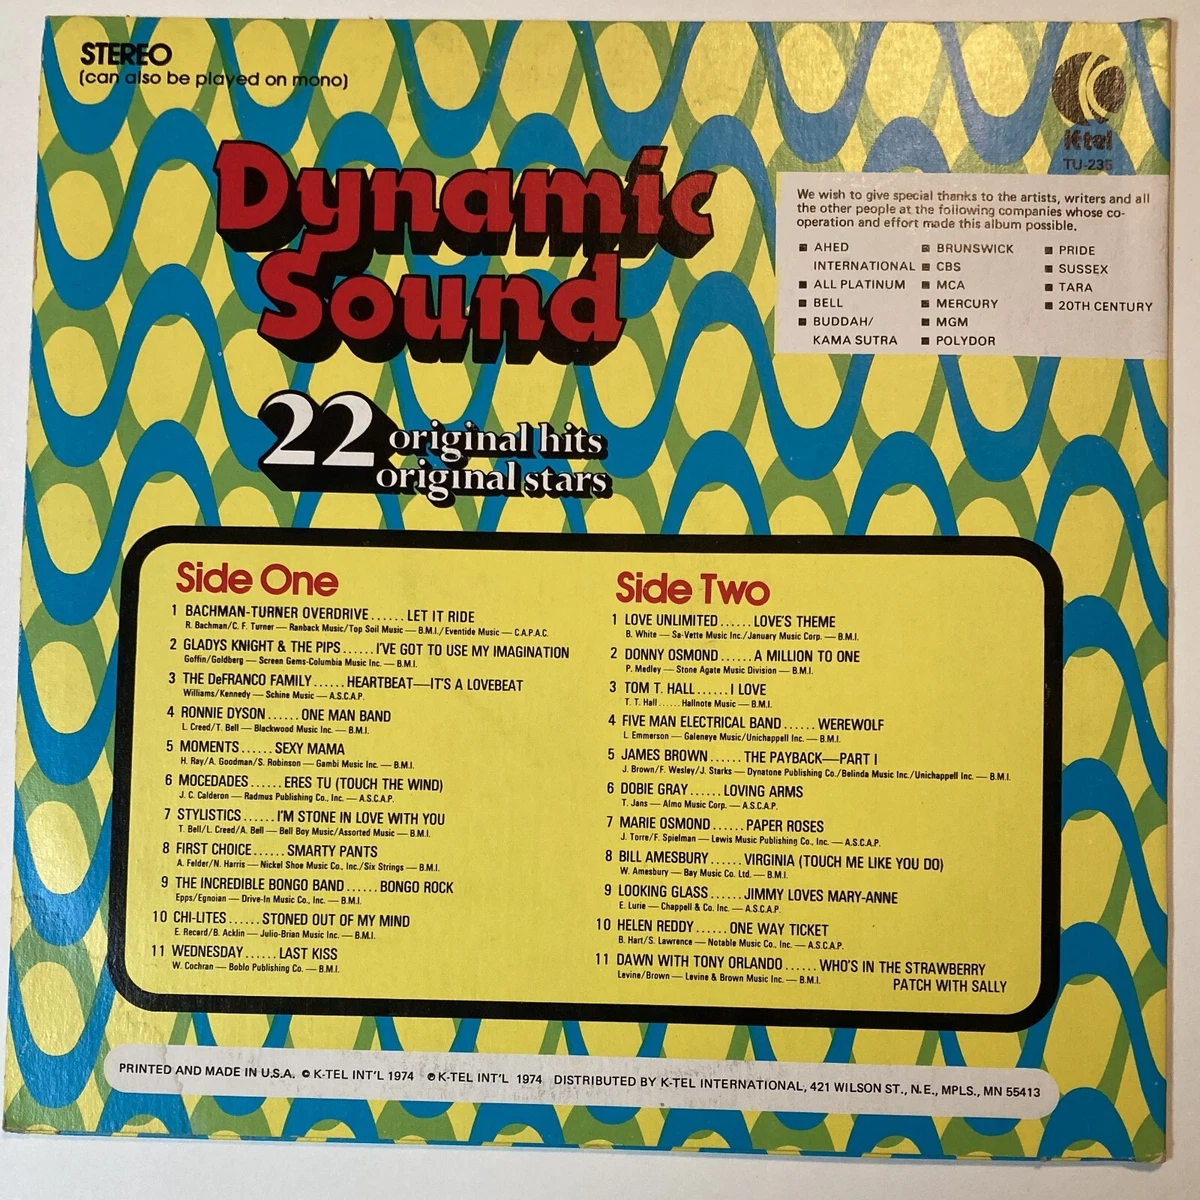 STEREO
(can also be played on mono)
K-tel
TU-235
Dynamic
Sound
22 original hits
original stars
We wish to give special thanks to the artists, writers and all
the other people at the following companies whose co-
operation and effort made this album possible.
AHED
INTERNATIONAL
ALL PLATINUM
BELL
BUDDAH/
KAMA SUTRA
BRUNSWICK
CBS
MCA
MERCURY
MGM
POLYDOR
PRIDE
SUSSEX
TARA
20TH CENTURY
Side One
1 BACHMAN-TURNER OVERDRIVE......LET IT RIDE
R. Bachman/C. F. Turner — Ranback Music/Top Soil Music — B.M.I./Eventide Music — C.A.P.A.C.
2 GLADYS KNIGHT & THE PIPS......I'VE GOT TO USE MY IMAGINATION
Goffin/Goldberg — Screen Gems-Columbia Music Inc. — B.M.I.
3 THE DeFRANCO FAMILY......HEARTBEAT—IT'S A LOVEBEAT
Williams/Kennedy — Schine Music — A.S.C.A.P.
4 RONNIE DYSON......ONE MAN BAND
L. Creed/T. Bell — Blackwood Music Inc. — B.M.I.
5 MOMENTS......SEXY MAMA
H. Ray/A. Goodman/S. Robinson — Gambi Music Inc. — B.M.I.
6 MOCEDADES......ERES TU (TOUCH THE WIND)
J. C. Calderon — Radmus Publishing Co., Inc. — A.S.C.A.P.
7 STYLISTICS......I'M STONE IN LOVE WITH YOU
T. Bell/L. Creed/A. Bell — Bell Boy Music/Assorted Music — B.M.I.
8 FIRST CHOICE......SMARTY PANTS
A. Felder/N. Harris — Nickel Shoe Music Co., Inc./Six Strings — B.M.I.
9 THE INCREDIBLE BONGO BAND......BONGO ROCK
Epps/Egnoian — Drive-In Music Co., Inc. — B.M.I.
10 CHI-LITES......STONED OUT OF MY MIND
E. Record/B. Acklin — Julio-Brian Music Inc. — B.M.I.
11 WEDNESDAY......LAST KISS
W. Cochran — Boblo Publishing Co. — B.M.I.
Side Two
1 LOVE UNLIMITED......LOVE'S THEME
B. White — Sa-Vette Music Inc./January Music Corp. — B.M.I.
2 DONNY OSMOND......A MILLION TO ONE
P. Medley — Stone Agate Music Division — B.M.I.
3 TOM T. HALL......I LOVE
T. T. Hall......Hallnote Music — B.M.I.
4 FIVE MAN ELECTRICAL BAND......WEREWOLF
L. Emmerson — Galeneye Music/Unichappell Inc. — B.M.I.
5 JAMES BROWN......THE PAYBACK—PART I
J. Brown/F. Wesley/J. Starks — Dynatone Publishing Co./Belinda Music Inc./Unichappell Inc. — B.M.I.
6 DOBIE GRAY......LOVING ARMS
T. Jans — Almo Music Corp. — A.S.C.A.P.
7 MARIE OSMOND......PAPER ROSES
J. Torre/F. Spielman — Lewis Music Publishing Co., Inc. — A.S.C.A.P.
8 BILL AMESBURY......VIRGINIA (TOUCH ME LIKE YOU DO)
W. Amesbury — Bay Music Co. Ltd. — B.M.I.
9 LOOKING GLASS......JIMMY LOVES MARY-ANNE
E. Lurie — Chappell & Co. Inc. — A.S.C.A.P.
10 HELEN REDDY......ONE WAY TICKET
B. Hart/S. Lawrence — Notable Music Co., Inc. — A.S.C.A.P.
11 DAWN WITH TONY ORLANDO......WHO'S IN THE STRAWBERRY
PATCH WITH SALLY
Levine/Brown — Levine & Brown Music Inc. — B.M.I.
PRINTED AND MADE IN U.S.A. © K-TEL INT'L 1974 ℗ K-TEL INT'L 1974 DISTRIBUTED BY K-TEL INTERNATIONAL, 421 WILSON ST., N.E., MPLS., MN 55413